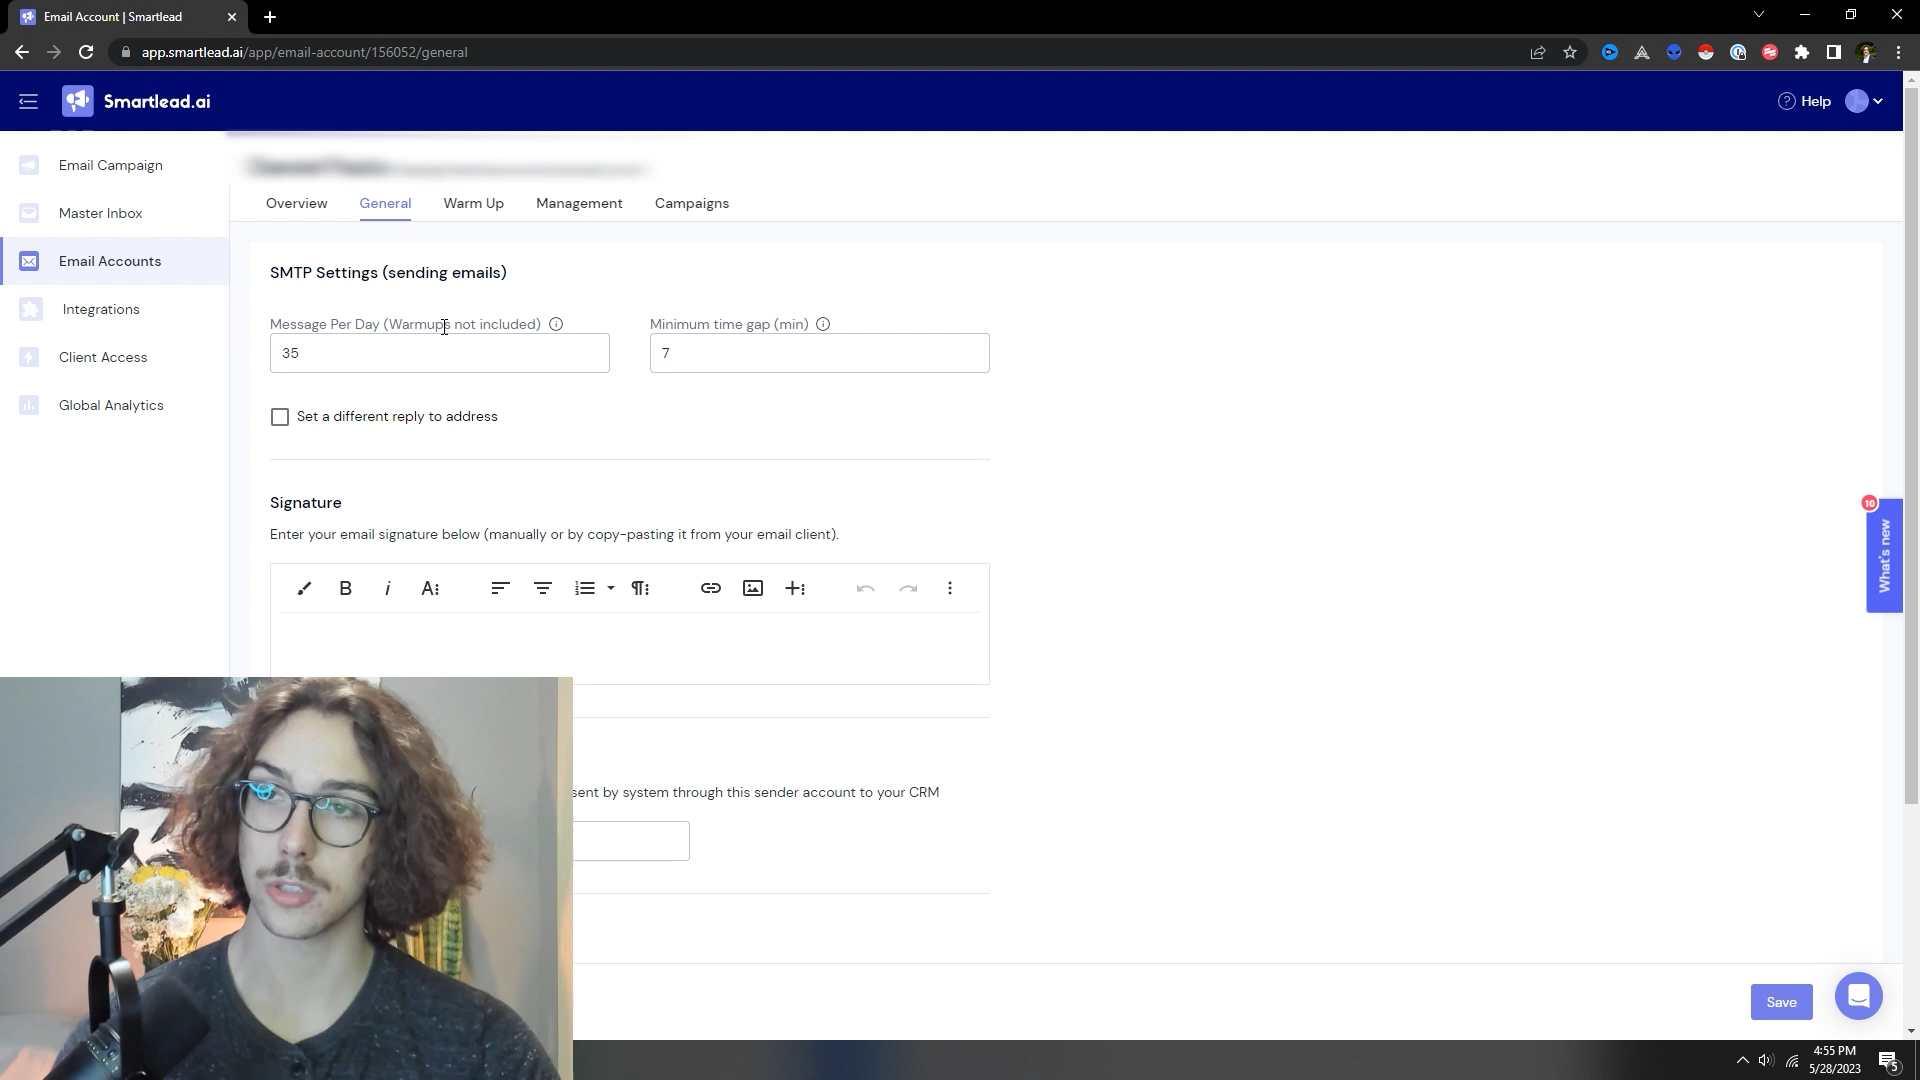 Email Account | Smartlead
app.smartlead.ai/app/email-account/156052/general
Smartlead.ai
Help
Email Campaign
Master Inbox
Email Accounts
Integrations
Client Access
Global Analytics
Overview
General
Warm Up
Management
Campaigns
SMTP Settings (sending emails)
Message Per Day (Warmups not included)
Minimum time gap (min)
35
7
Set a different reply to address
Signature
Enter your email signature below (manually or by copy-pasting it from your email client).
10
What's new
sent by system through this sender account to your CRM
Save
4:55 PM
5/28/2023
5